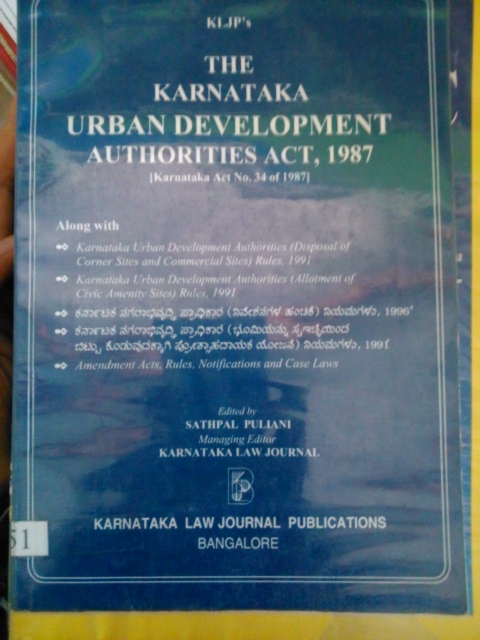 KLJP's
THE
KARNATAKA
URBAN DEVELOPMENT
AUTHORITIES ACT, 1987
[Karnataka Act No. 34 of 1987]
Along with
Karnataka Urban Development Authorities (Disposal of
Corner Sites and Commercial Sites) Rules, 1991
Karnataka Urban Development Authorities (Allotment of
Civic Amenity Sites) Rules, 1991
ಕರ್ನಾಟಕ ನಗರಾಭಿವೃದ್ಧಿ ಪ್ರಾಧಿಕಾರ (ನಿವೇಶನಗಳ ಹಂಚಿಕೆ) ನಿಯಮಗಳು,
ಕರ್ನಾಟಕ ನಗರಾಭಿವೃದ್ಧಿ ಪ್ರಾಧಿಕಾರ (ಭೂಮಿಯನ್ನು ಸ್ವಇಚ್ಛೆಯಿಂದ
ಬಿಟ್ಟು ಕೊಡುವುದಕ್ಕಾಗಿ ಪ್ರೋತ್ಸಾಹದಾಯಕ ಯೋಜನೆ) ನಿಯಮಗಳು,
Amendment Acts, Rules, Notifications and Case Laws
Edited by
SATHPAL PULIANI
Managing Editor
KARNATAKA LAW JOURNAL
KARNATAKA LAW JOURNAL PUBLICATIONS
BANGALORE
51